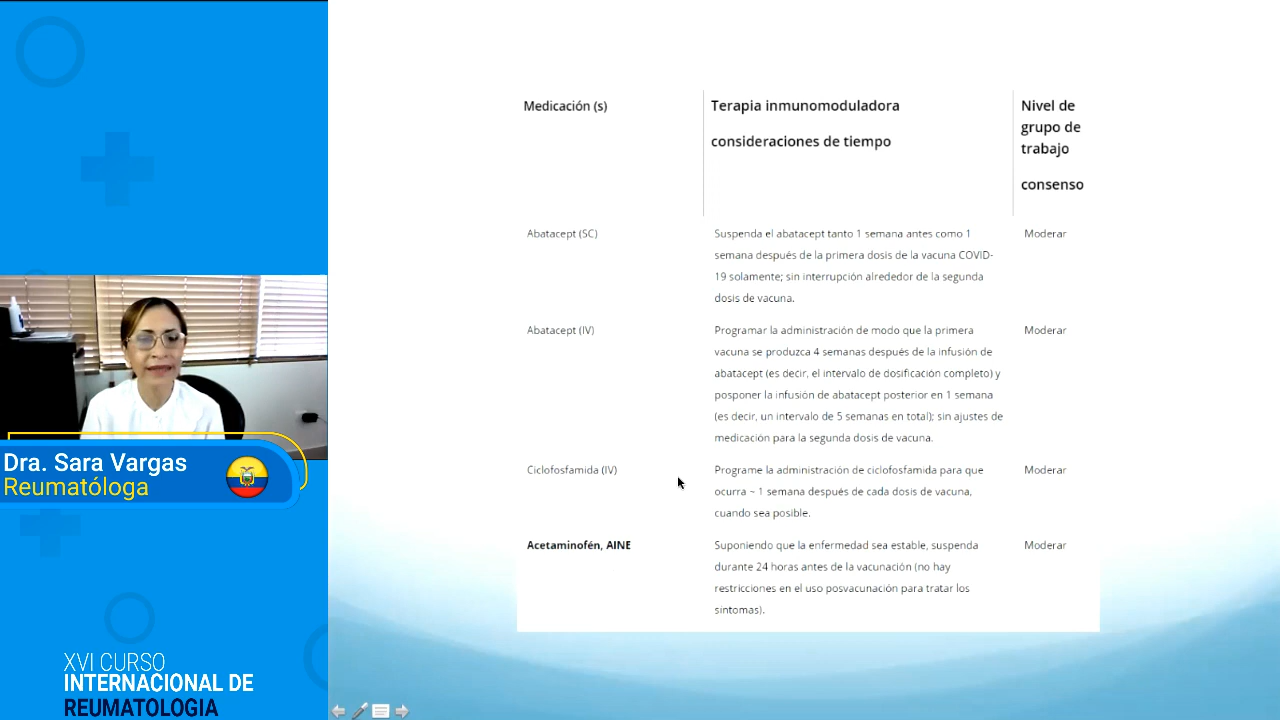 Medicación (s)
Terapia inmunomoduladora
consideraciones de tiempo
Nivel de
grupo de
trabajo
consenso
Abatacept (SC)
Suspenda el abatacept tanto 1 semana antes como 1
semana después de la primera dosis de la vacuna COVID-
19 solamente; sin interrupción alrededor de la segunda
dosis de vacuna.
Moderar
Abatacept (IV)
Programar la administración de modo que la primera
vacuna se produzca 4 semanas después de la infusión de
abatacept (es decir, el intervalo de dosificación completo) y
posponer la infusión de abatacept posterior en 1 semana
(es decir, un intervalo de 5 semanas en total); sin ajustes de
medicación para la segunda dosis de vacuna.
Moderar
Ciclofosfamida (IV)
Programe la administración de ciclofosfamida para que
ocurra ~ 1 semana después de cada dosis de vacuna,
cuando sea posible.
Moderar
Acetaminofén, AINE
Suponiendo que la enfermedad sea estable, suspenda
durante 24 horas antes de la vacunación (no hay
restricciones en el uso posvacunación para tratar los
síntomas).
Moderar
Dra. Sara Vargas
Reumatóloga
XVI CURSO
INTERNACIONAL DE
REUMATOLOGIA